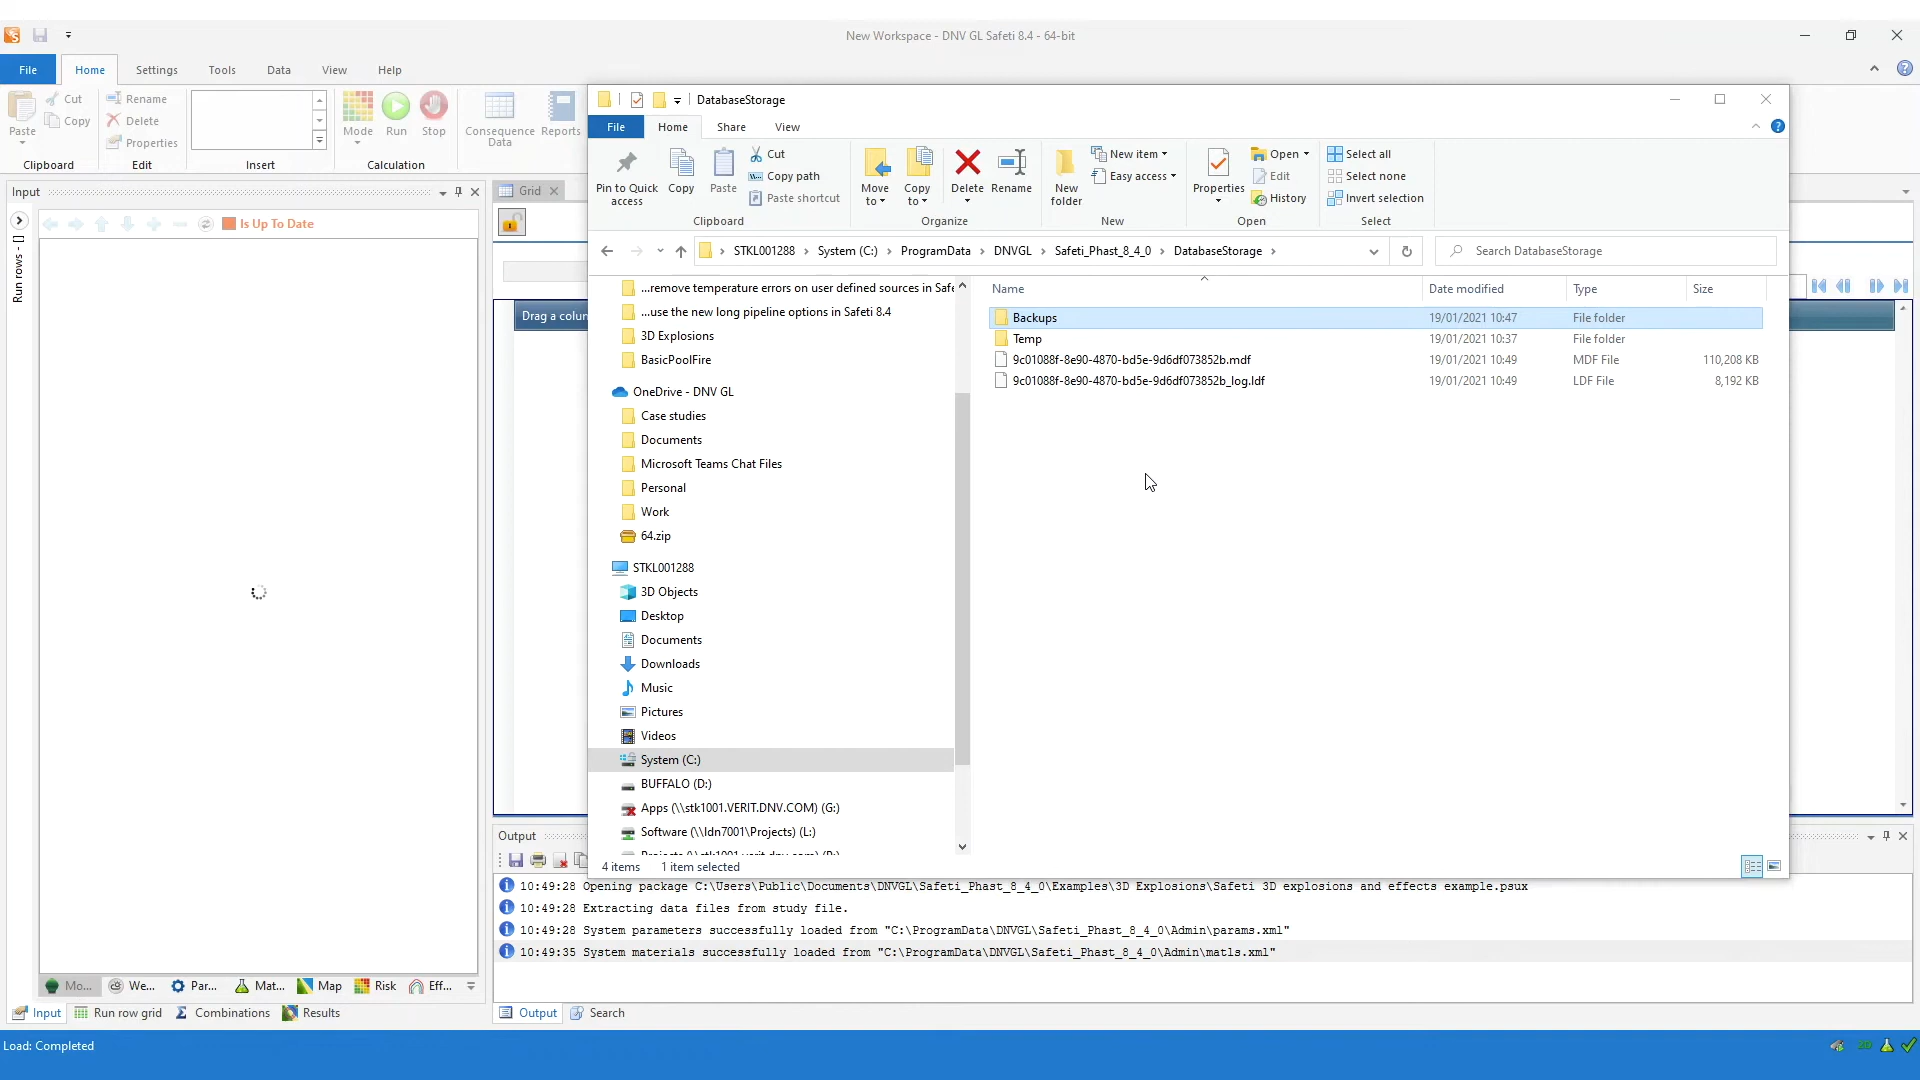 New Workspace - DNV GL Safeti 8.4 - 64-bit
File
Home
Settings
Tools
Data
View
Help
Paste
Cut
Copy
Clipboard
Rename
Delete
Properties
Edit
Insert
Mode
Run
Stop
Calculation
Consequence
Data
Reports
Input
Run rows - []
Is Up To Date
Grid
Drag a colun
DatabaseStorage
File
Home
Share
View
Pin to Quick
access
Copy
Paste
Cut
Copy path
Paste shortcut
Clipboard
Move
to
Copy
to
Delete
Rename
Organize
New
folder
New item
Easy access
New
Properties
Open
Edit
History
Open
Select all
Select none
Invert selection
Select
STKL001288 › System (C:) › ProgramData › DNVGL › Safeti_Phast_8_4_0 › DatabaseStorage ›
Search DatabaseStorage
...remove temperature errors on user defined sources in Safe
...use the new long pipeline options in Safeti 8.4
3D Explosions
BasicPoolFire
OneDrive - DNV GL
Case studies
Documents
Microsoft Teams Chat Files
Personal
Work
64.zip
STKL001288
3D Objects
Desktop
Documents
Downloads
Music
Pictures
Videos
System (C:)
BUFFALO (D:)
Apps (\\stk1001.VERIT.DNV.COM) (G:)
Software (\\ldn7001\Projects) (L:)
Name Date modified Type Size
Backups 19/01/2021 10:47 File folder
Temp 19/01/2021 10:37 File folder
9c01088f-8e90-4870-bd5e-9d6df073852b.mdf 19/01/2021 10:49 MDF File 110,208 KB
9c01088f-8e90-4870-bd5e-9d6df073852b_log.ldf 19/01/2021 10:49 LDF File 8,192 KB
4 items 1 item selected
Output
10:49:28 Opening package C:\Users\Public\Documents\DNVGL\Safeti_Phast_8_4_0\Examples\3D Explosions\Safeti 3D explosions and effects example.psux
10:49:28 Extracting data files from study file.
10:49:28 System parameters successfully loaded from "C:\ProgramData\DNVGL\Safeti_Phast_8_4_0\Admin\params.xml"
10:49:35 System materials successfully loaded from "C:\ProgramData\DNVGL\Safeti_Phast_8_4_0\Admin\matls.xml"
Mo... We... Par... Mat... Map Risk Eff...
Input Run row grid Combinations Results
Output Search
Load: Completed